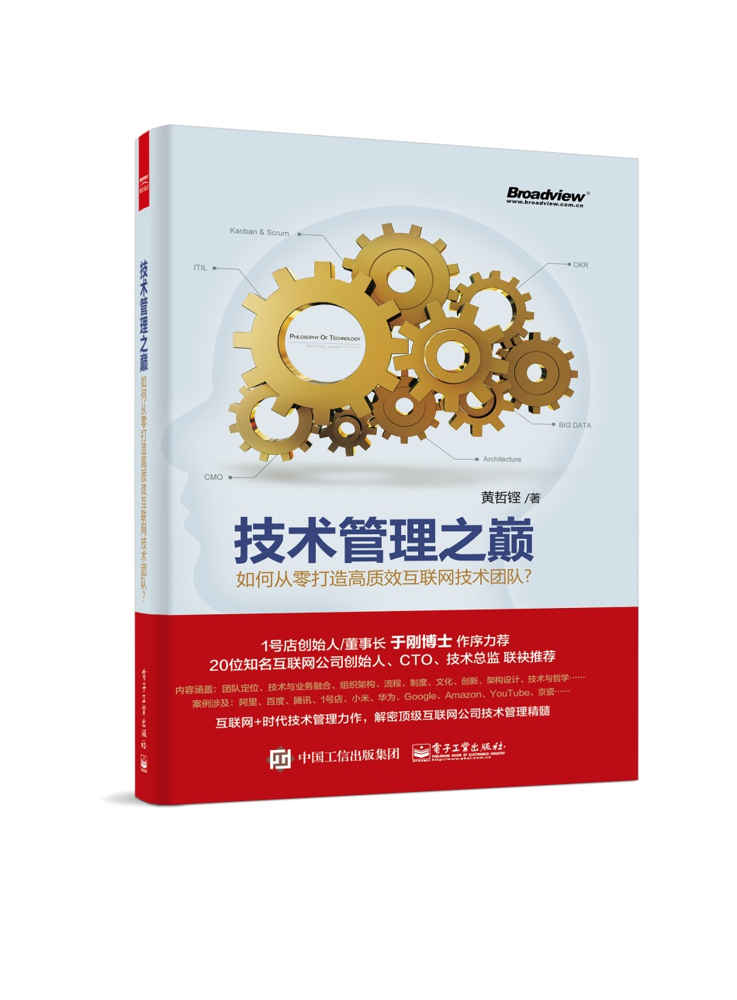 Broadview®
www.broadview.com.cn
Kanban & Scrum
ITIL
OKR
PHILOSOPHY OF TECHNOLOGY
BIG DATA
Architecture
CMO
黄哲铿 /著
技术管理之巅
如何从零打造高质效互联网技术团队?
1号店创始人/董事长 于刚博士 作序力荐
20位知名互联网公司创始人、CTO、技术总监 联袂推荐
内容涵盖：团队定位、技术与业务融合、组织架构、流程、制度、文化、创新、架构设计、技术与哲学……
案例涉及：阿里、百度、腾讯、1号店、小米、华为、Google、Amazon、YouTube、京瓷……
互联网+时代技术管理力作，解密顶级互联网公司技术管理精髓
中国工信出版集团
电子工业出版社·
PUBLISHING HOUSE OF ELECTRONICS INDUSTRY
http://www.phei.com.cn
技术管理之巅
如何从零打造高质效互联网技术团队?
电子工业出版社·